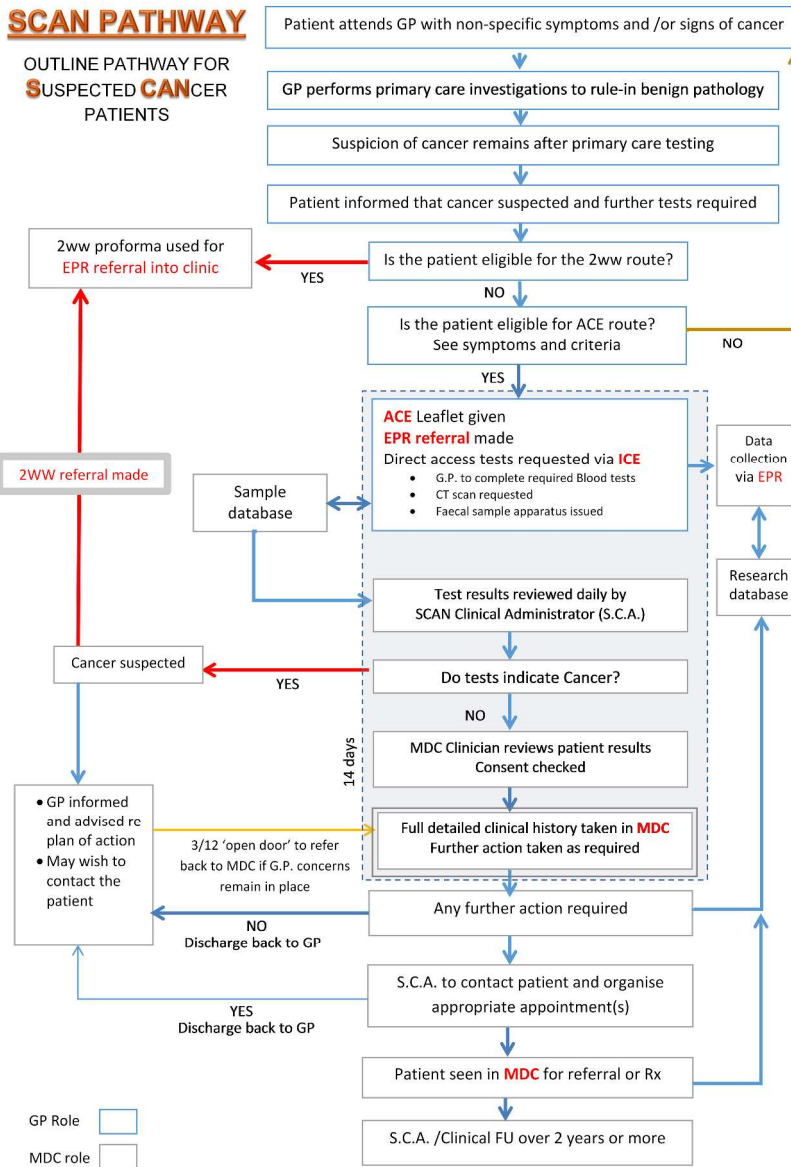 SCAN PATHWAY
OUTLINE PATHWAY FOR
SUSPECTED CANCER
PATIENTS
Patient attends GP with non-specific symptoms and /or signs of cancer
GP performs primary care investigations to rule-in benign pathology
Suspicion of cancer remains after primary care testing
Patient informed that cancer suspected and further tests required
2ww proforma used for
EPR referral into clinic
YES
Is the patient eligible for the 2ww route?
NO
Is the patient eligible for ACE route?
See symptoms and criteria
NO
YES
ACE Leaflet given
EPR referral made
Direct access tests requested via ICE
• G.P. to complete required Blood tests
• CT scan requested
• Faecal sample apparatus issued
Data
collection
via EPR
2WW referral made
Sample
database
Research
database
Test results reviewed daily by
SCAN Clinical Administrator (S.C.A.)
Cancer suspected
YES
Do tests indicate Cancer?
NO
14 days
MDC Clinician reviews patient results
Consent checked
• GP informed
and advised re
plan of action
• May wish to
contact the
patient
3/12 ‘open door’ to refer
back to MDC if G.P. concerns
remain in place
Full detailed clinical history taken in MDC
Further action taken as required
Any further action required
NO
Discharge back to GP
S.C.A. to contact patient and organise
appropriate appointment(s)
YES
Discharge back to GP
Patient seen in MDC for referral or Rx
S.C.A. /Clinical FU over 2 years or more
GP Role
MDC role